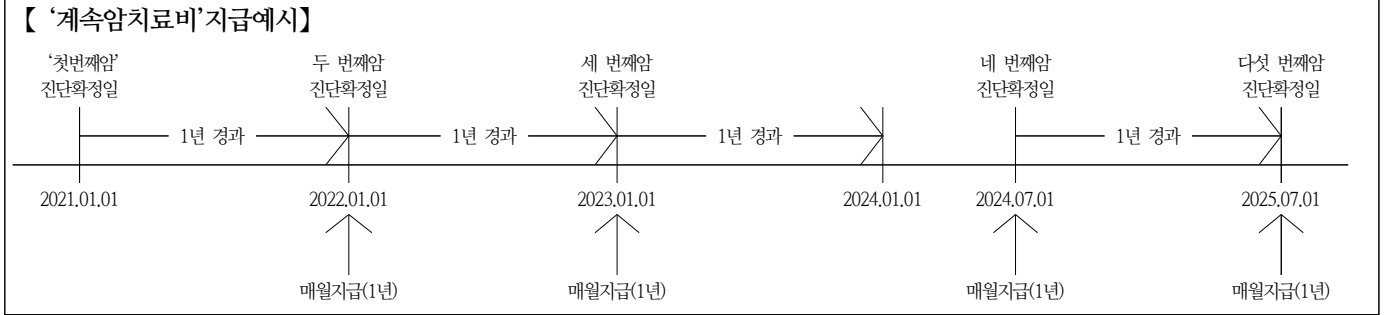 【 ‘계속암치료비’지급예시】
‘첫번째암’ 두 번째암 세 번째암 네 번째암 다섯 번째암
진단확정일 진단확정일 진단확정일 진단확정일 진단확정일
1년 경과 1년 경과 1년 경과 1년 경과
2021.01.01 2022.01.01 2023.01.01 2024.01.01 2024.07.01 2025.07.01
매월지급(1년) 매월지급(1년) 매월지급(1년) 매월지급(1년)